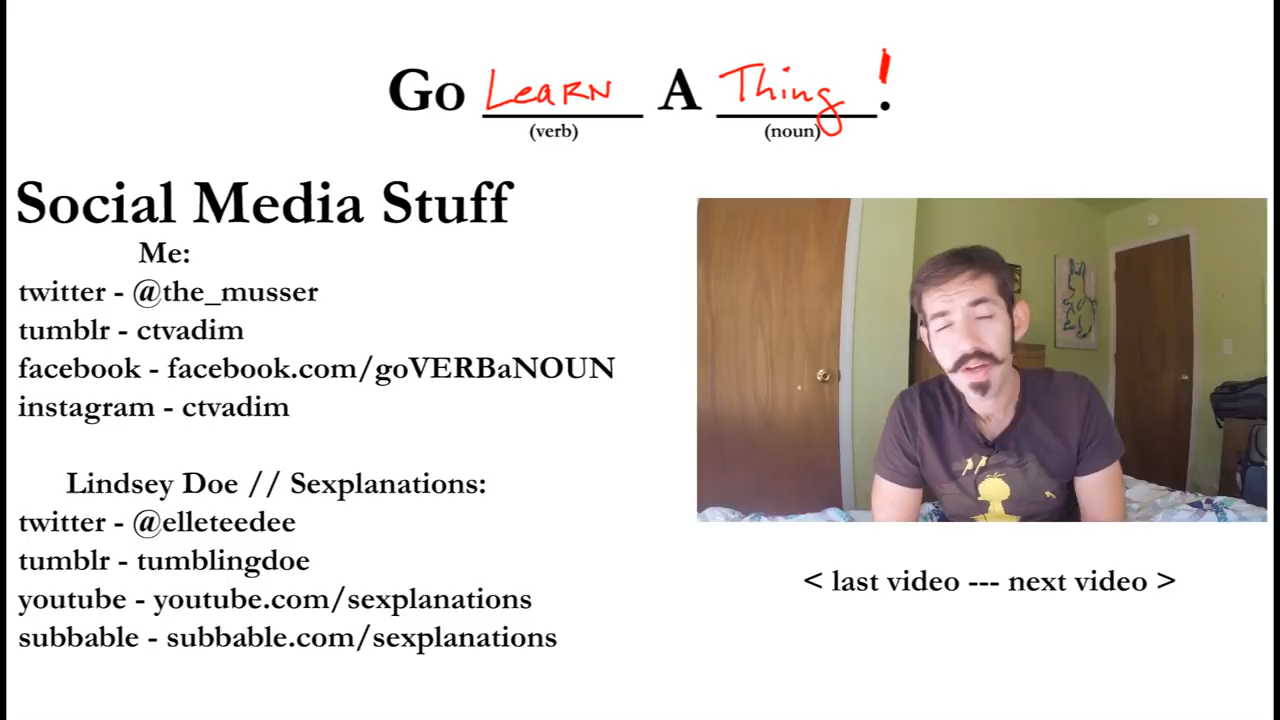 Go Learn A Thing!
(verb) (noun)
Social Media Stuff
Me:
twitter - @the_musser
tumblr - ctvadim
facebook - facebook.com/goVERBaNOUN
instagram - ctvadim
Lindsey Doe // Sexplanations:
twitter - @elleteedee
tumblr - tumblingdoe
youtube - youtube.com/sexplanations
subbable - subbable.com/sexplanations
< last video --- next video >